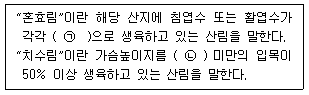 "혼효림"이란 해당 산지에 침엽수 또는 활엽수가
각각 ( ㉠ )으로 생육하고 있는 산림을 말한다.
"치수림"이란 가슴높이지름 ( ㉡ ) 미만의 입목이
50% 이상 생육하고 있는 산림을 말한다.